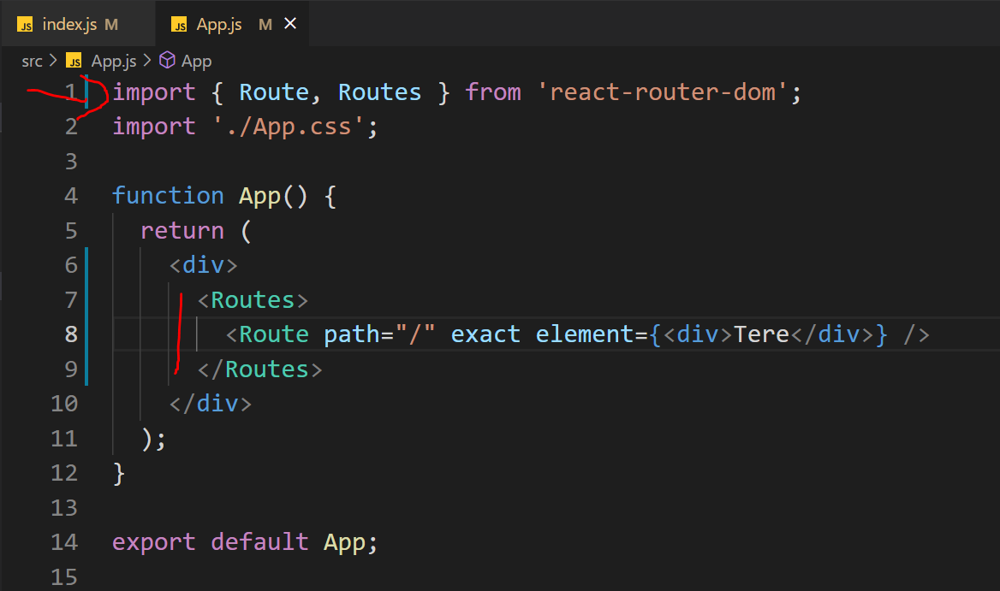 JS index.js M JS App.js M ×
src > JS App.js > App
1 import { Route, Routes } from 'react-router-dom';
2 import './App.css';
3
4 function App() {
5   return (
6     <div>
7       <Routes>
8         <Route path="/" exact element={<div>Tere</div>} />
9       </Routes>
10     </div>
11   );
12 }
13
14 export default App;
15